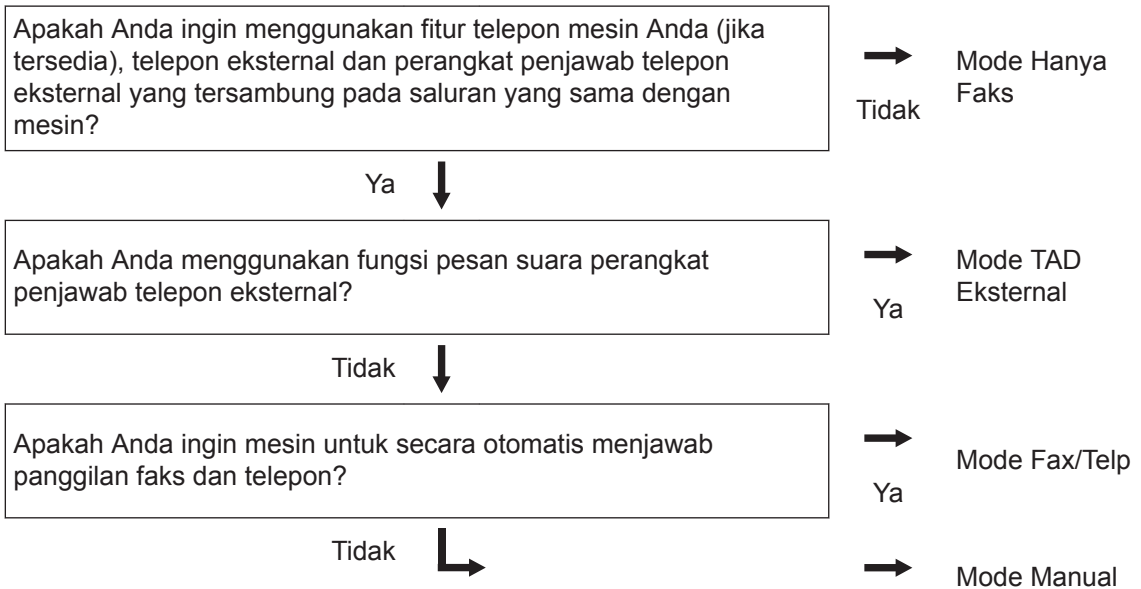 Apakah Anda ingin menggunakan fitur telepon mesin Anda (jika
tersedia), telepon eksternal dan perangkat penjawab telepon
eksternal yang tersambung pada saluran yang sama dengan
mesin?
Mode Hanya
Faks
Tidak
Ya
Apakah Anda menggunakan fungsi pesan suara perangkat
penjawab telepon eksternal?
Mode TAD
Eksternal
Ya
Tidak
Apakah Anda ingin mesin untuk secara otomatis menjawab
panggilan faks dan telepon?
Mode Fax/Telp
Ya
Tidak
Mode Manual